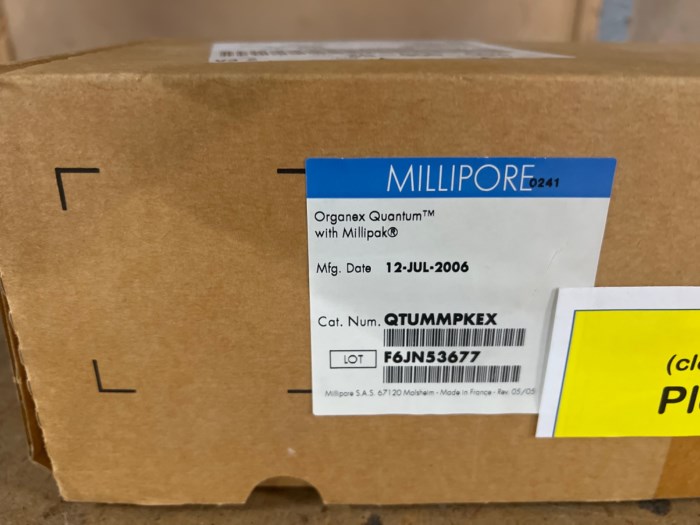 MILLIPORE 0241
Organex Quantum™
with Millipak®
Mfg. Date 12-JUL-2006
Cat. Num. QTUMMPKEX
LOT F6JN53677
Millipore S.A.S. 67120 Molsheim - Made in France - Rev. 05/05
(cl
Pl